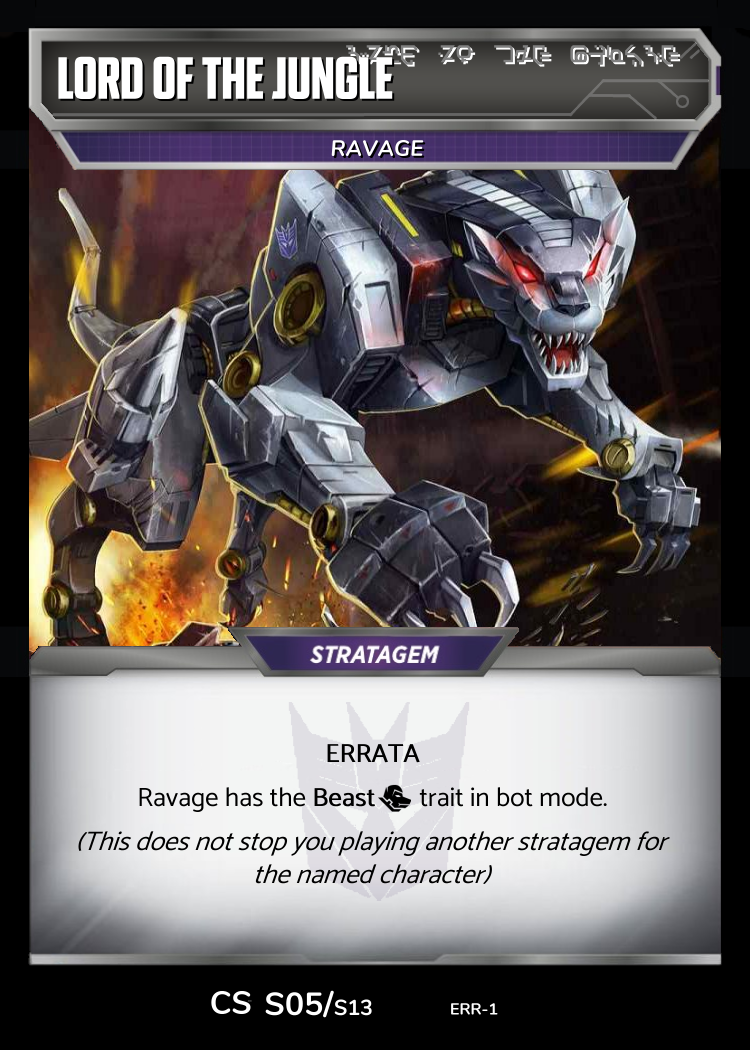 LORD OF THE JUNGLE
RAVAGE
STRATAGEM
ERRATA
Ravage has the Beast trait in bot mode.
(This does not stop you playing another stratagem for
the named character)
CS S05/S13 ERR-1